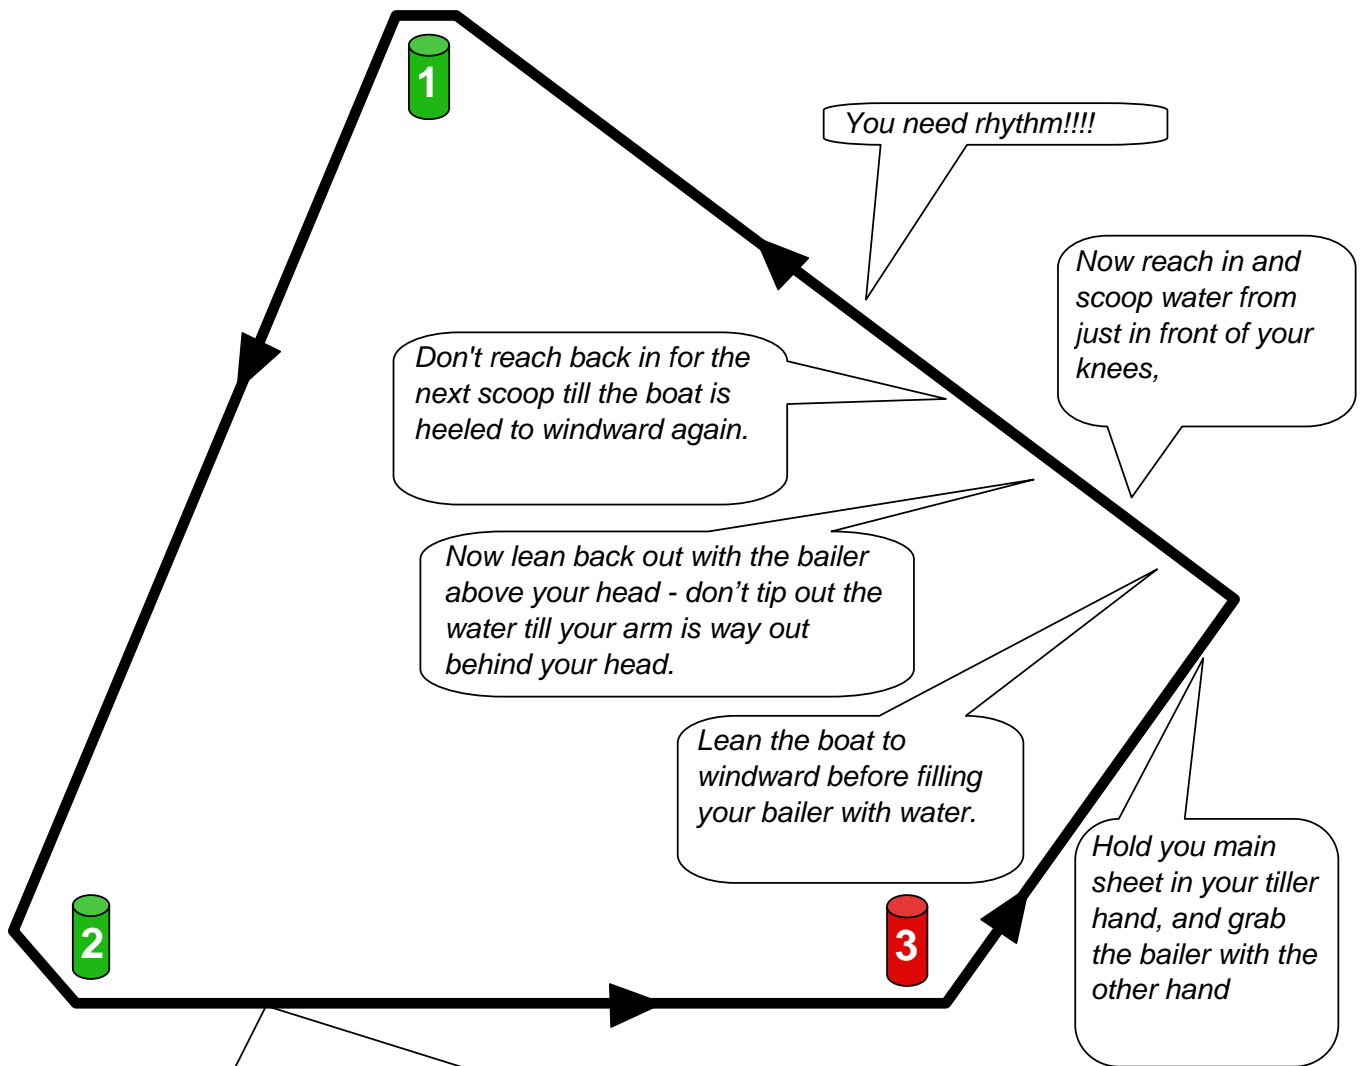 1
You need rhythm!!!!
Now reach in and
scoop water from
just in front of your
knees,
Don't reach back in for the
next scoop till the boat is
heeled to windward again.
Now lean back out with the bailer
above your head - don’t tip out the
water till your arm is way out
behind your head.
Lean the boat to
windward before filling
your bailer with water.
Hold you main
sheet in your tiller
hand, and grab
the bailer with the
other hand
2
3